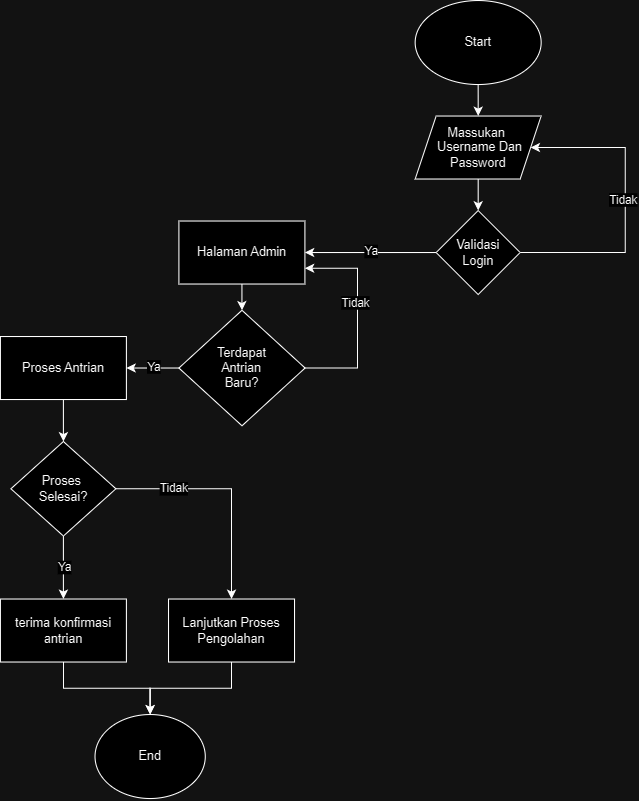 Start
Massukan
Username Dan
Password
Tidak
Validasi
Login
Ya
Halaman Admin
Tidak
Terdapat
Antrian
Baru?
Ya
Proses Antrian
Proses
Selesai?
Tidak
Ya
terima konfirmasi
antrian
Lanjutkan Proses
Pengolahan
End